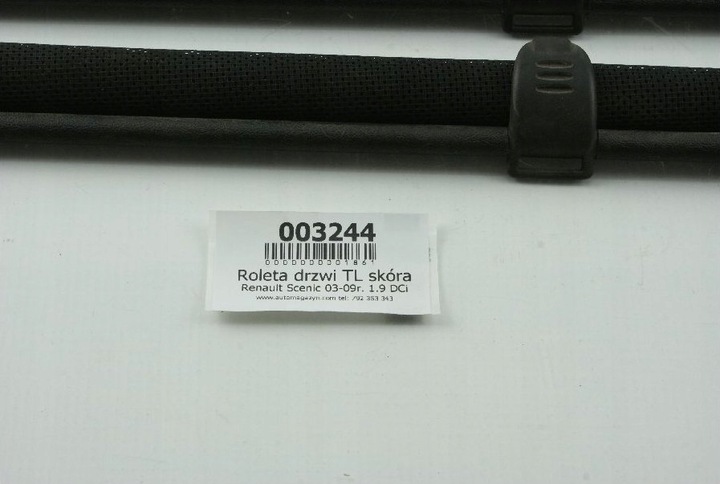 003244
0000000001861
Roleta drzwi TL skóra
Renault Scenic 03-09r. 1.9 DCi
www.automagazyn.com tel: 792 353 343